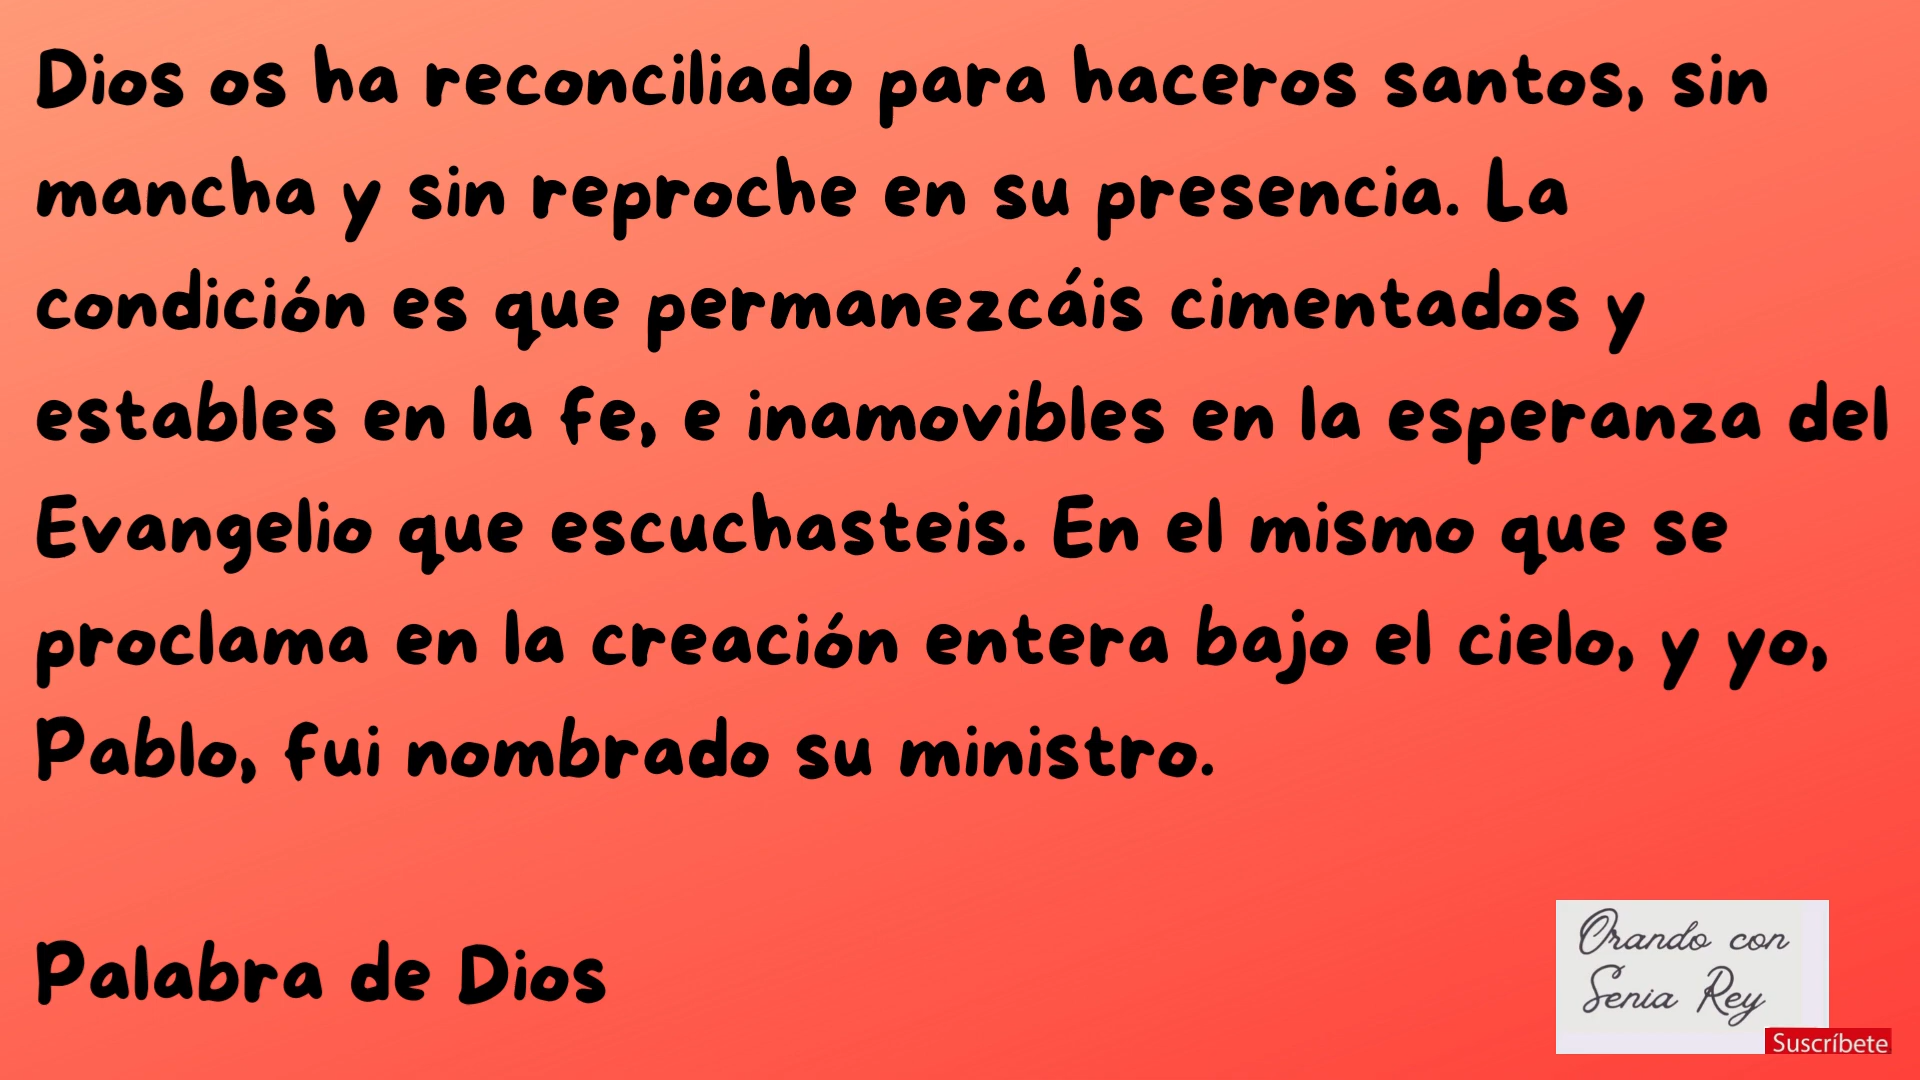 Dios os ha reconciliado para haceros santos, sin
mancha y sin reproche en su presencia. La
condición es que permanezcáis cimentados y
estables en la fe, e inamovibles en la esperanza del
Evangelio que escuchasteis. En el mismo que se
proclama en la creación entera bajo el cielo, y yo,
Pablo, fui nombrado su ministro.
Palabra de Dios
Orando con
Senia Rey
Suscríbete